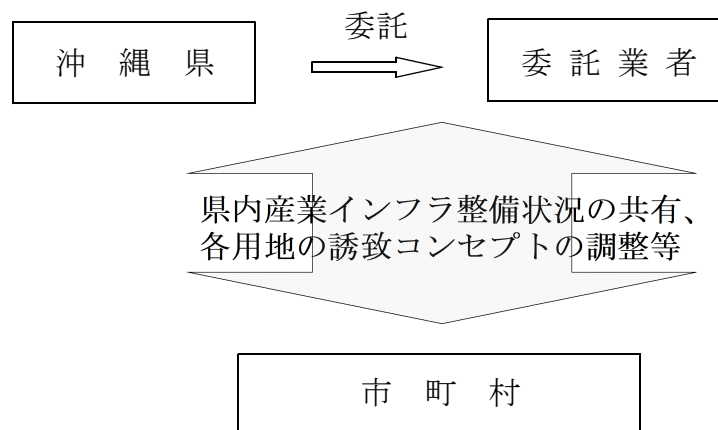 委託
沖縄県
委託業者
県内産業インフラ整備状況の共有、
各用地の誘致コンセプトの調整等
市町村